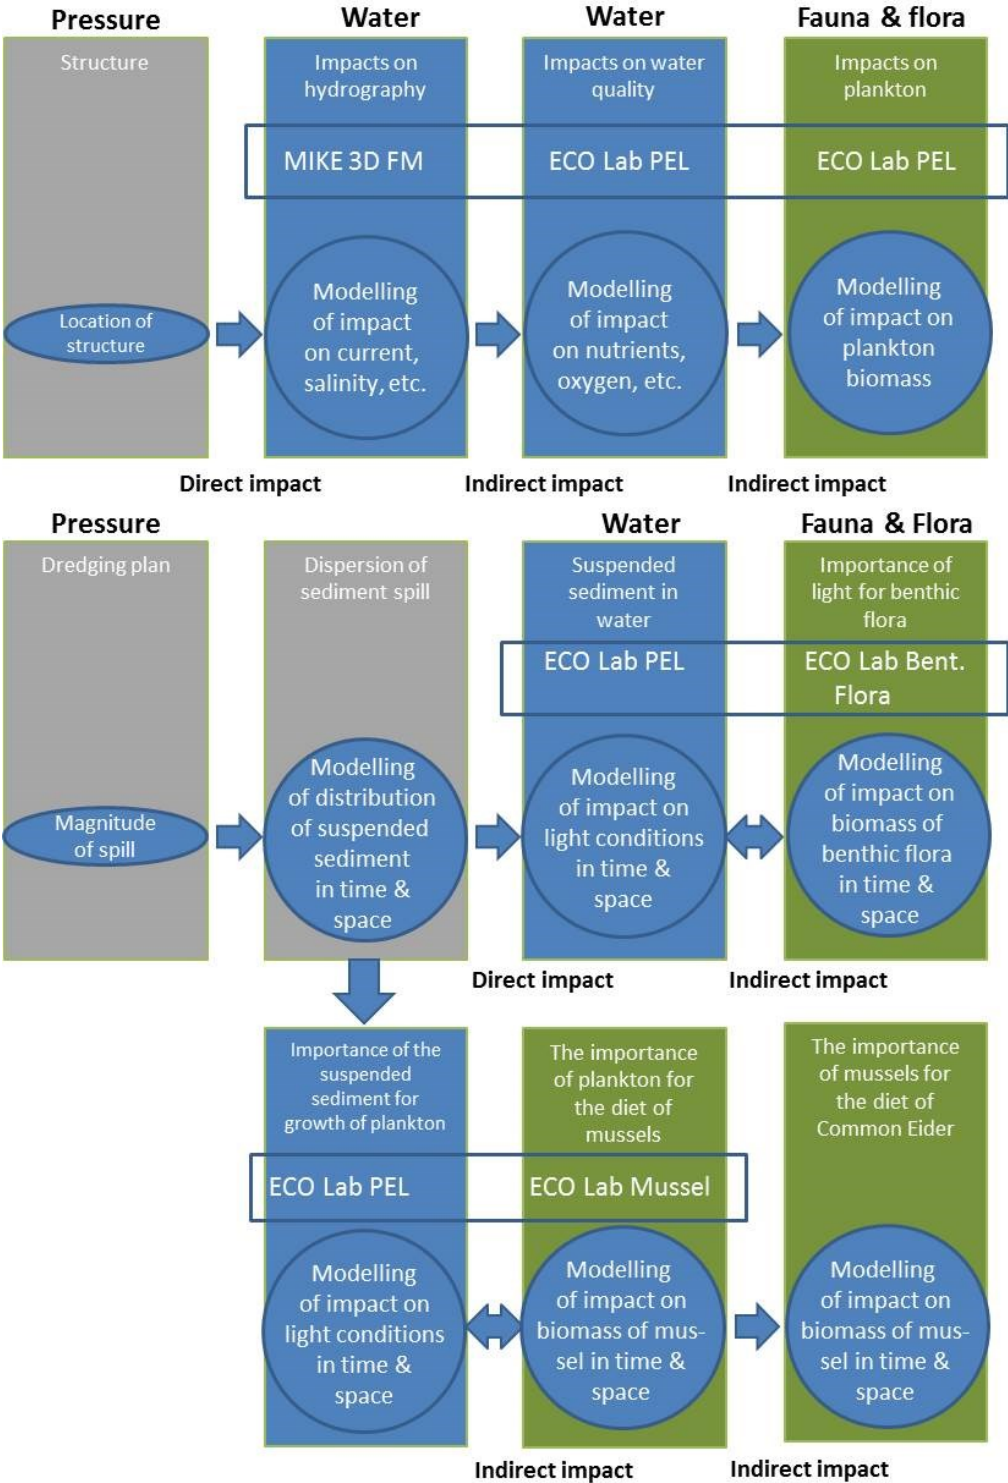 Pressure
Water
Water
Fauna & flora
Structure
Impacts on
hydrography
Impacts on water
quality
Impacts on
plankton
MIKE 3D FM
ECO Lab PEL
ECO Lab PEL
Location of
structure
Modelling
of impact
on current,
salinity, etc.
Modelling
of impact
on nutrients,
oxygen, etc.
Modelling
of impact on
plankton
biomass
Direct impact
Indirect impact
Indirect impact
Pressure
Water
Fauna & Flora
Dredging plan
Dispersion of
sediment spill
Suspended
sediment in
water
Importance of
light for benthic
flora
ECO Lab PEL
ECO Lab Bent.
Flora
Magnitude
of spill
Modelling
of distribution
of suspended
sediment
in time &
space
Modelling
of impact on
light conditions
in time &
space
Modelling
of impact on
biomass of
benthic flora
in time &
space
Direct impact
Indirect impact
Importance of the
suspended
sediment for
growth of plankton
The importance
of plankton for
the diet of
mussels
The importance
of mussels for
the diet of
Common Eider
ECO Lab PEL
ECO Lab Mussel
Modelling
of impact on
light conditions
in time &
space
Modelling
of impact on
biomass of mus-
sel in time &
space
Modelling
of impact on
biomass of mus-
sel in time &
space
Indirect impact
Indirect impact